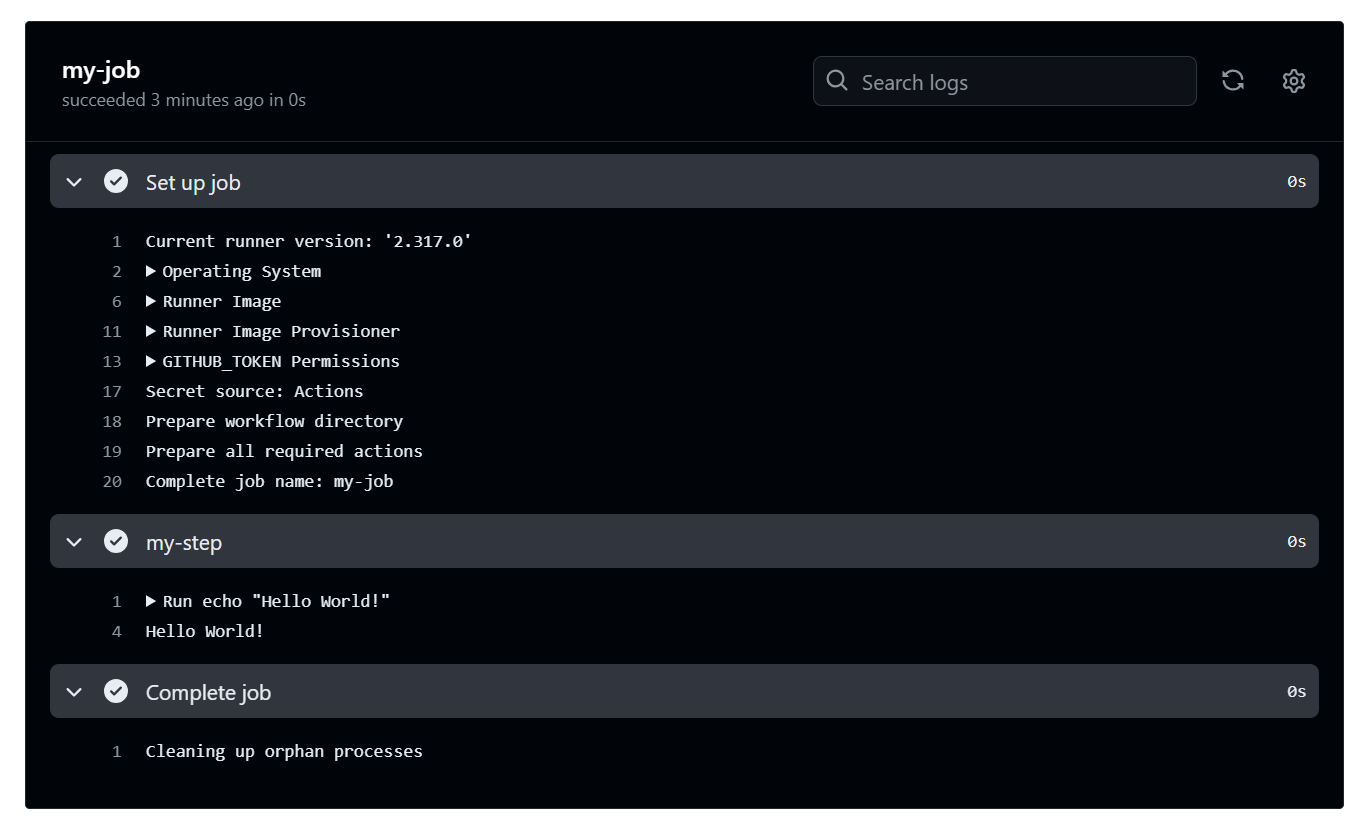 my-job
succeeded 3 minutes ago in 0s
Search logs
Set up job 0s
1 Current runner version: '2.317.0'
2 ▶ Operating System
6 ▶ Runner Image
11 ▶ Runner Image Provisioner
13 ▶ GITHUB_TOKEN Permissions
17 Secret source: Actions
18 Prepare workflow directory
19 Prepare all required actions
20 Complete job name: my-job
my-step 0s
1 ▶ Run echo "Hello World!"
4 Hello World!
Complete job 0s
1 Cleaning up orphan processes